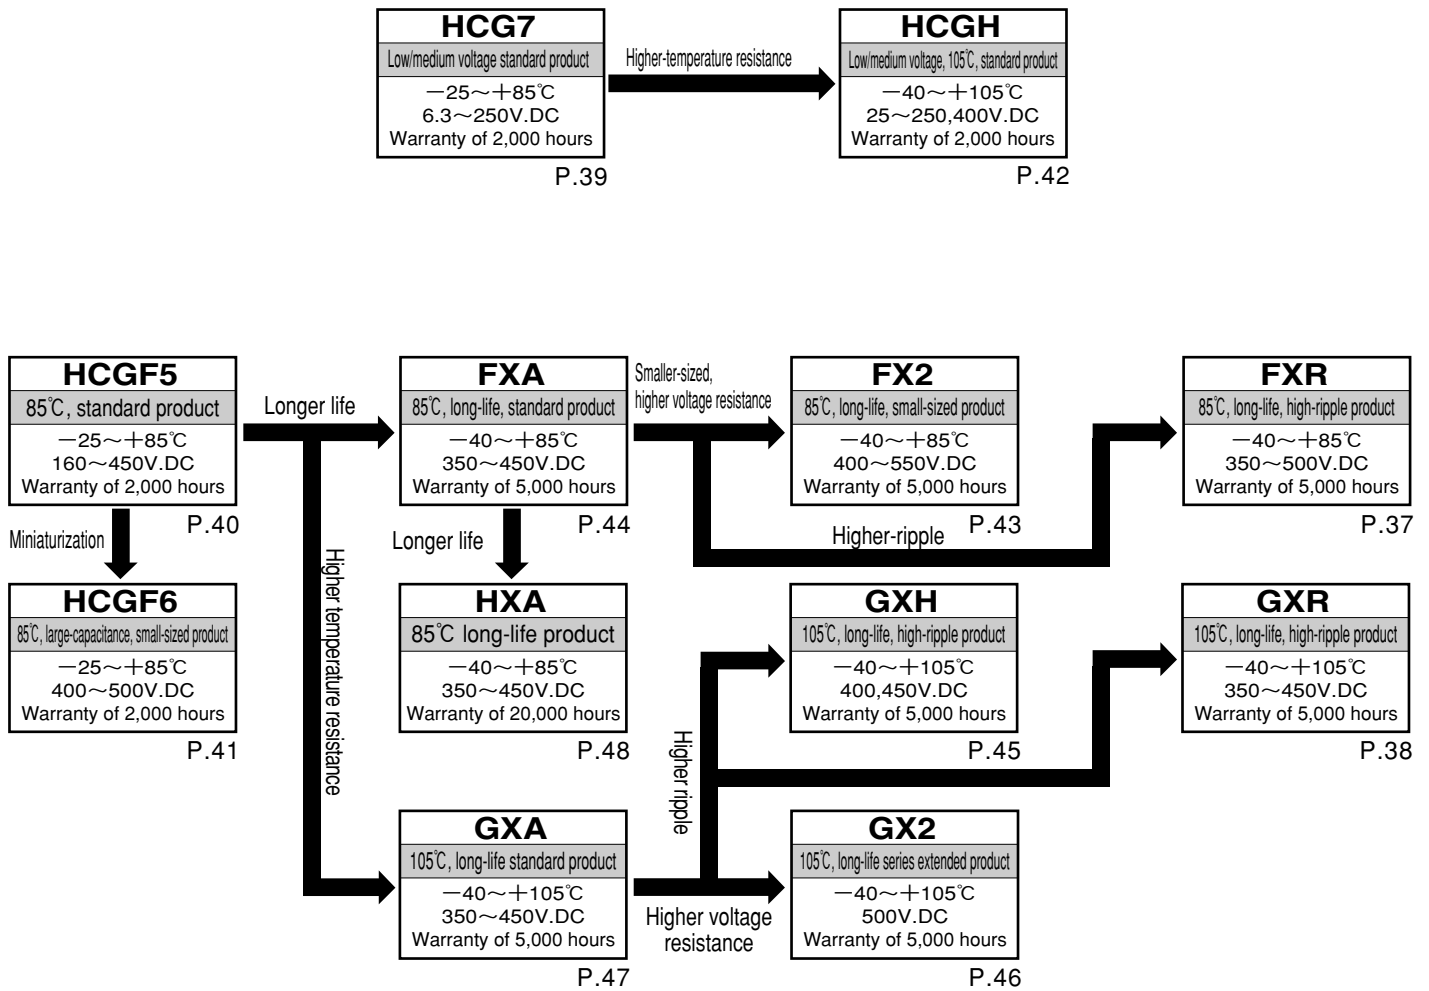 HCG7
Low/medium voltage standard product
−25～＋85℃
6.3～250V.DC
Warranty of 2,000 hours
P.39
Higher-temperature resistance
HCGH
Low/medium voltage, 105℃, standard product
−40～＋105℃
25～250,400V.DC
Warranty of 2,000 hours
P.42
HCGF5
85℃, standard product
−25～＋85℃
160～450V.DC
Warranty of 2,000 hours
P.40
Longer life
FXA
85℃, long-life, standard product
−40～＋85℃
350～450V.DC
Warranty of 5,000 hours
P.44
Smaller-sized,
higher voltage resistance
FX2
85℃, long-life, small-sized product
−40～＋85℃
400～550V.DC
Warranty of 5,000 hours
P.43
FXR
85℃, long-life, high-ripple product
−40～＋85℃
350～500V.DC
Warranty of 5,000 hours
P.37
Miniaturization
Higher temperature resistance
Longer life
Higher-ripple
HCGF6
85℃, large-capacitance, small-sized product
−25～＋85℃
400～500V.DC
Warranty of 2,000 hours
P.41
HXA
85℃ long-life product
−40～＋85℃
350～450V.DC
Warranty of 20,000 hours
P.48
Higher ripple
GXH
105℃, long-life, high-ripple product
−40～＋105℃
400,450V.DC
Warranty of 5,000 hours
P.45
GXR
105℃, long-life, high-ripple product
−40～＋105℃
350～450V.DC
Warranty of 5,000 hours
P.38
GXA
105℃, long-life standard product
−40～＋105℃
350～450V.DC
Warranty of 5,000 hours
P.47
Higher voltage
resistance
GX2
105℃, long-life series extended product
−40～＋105℃
500V.DC
Warranty of 5,000 hours
P.46